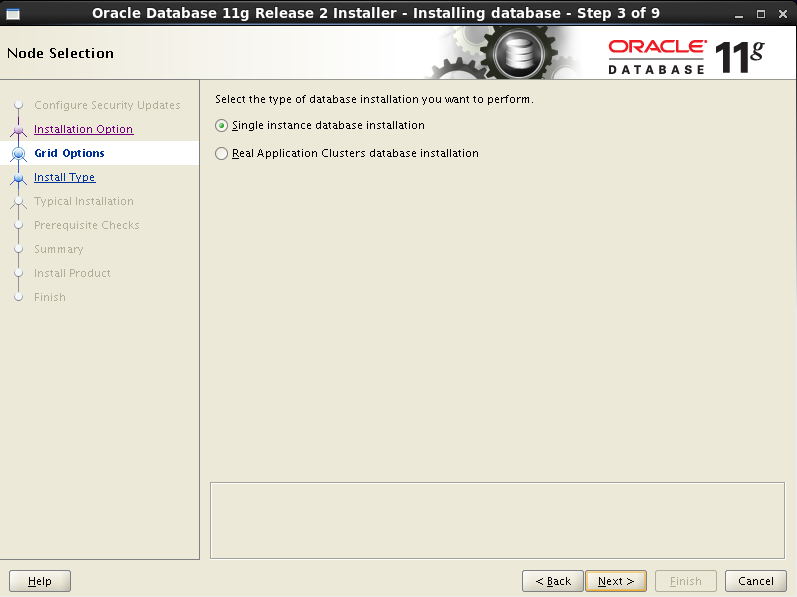 Oracle Database 11g Release 2 Installer - Installing database - Step 3 of 9
Node Selection
ORACLE
DATABASE
11g
Configure Security Updates
Installation Option
Grid Options
Install Type
Typical Installation
Prerequisite Checks
Summary
Install Product
Finish
Select the type of database installation you want to perform.
Single instance database installation
Real Application Clusters database installation
Help
< Back
Next >
Finish
Cancel